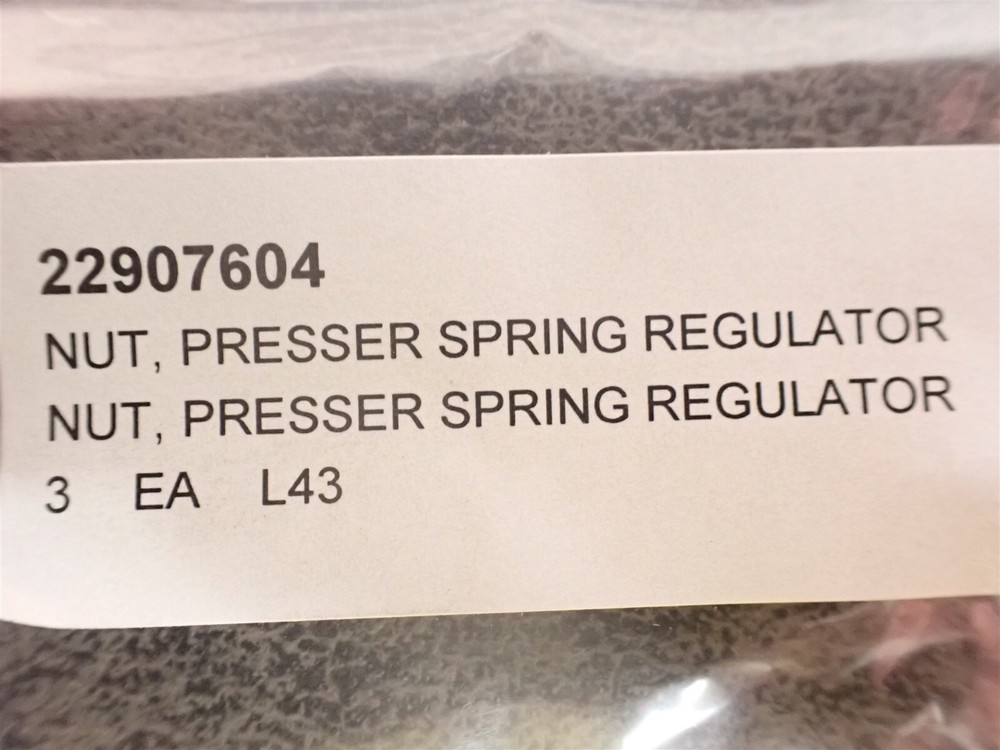 22907604
NUT, PRESSER SPRING REGULATOR
NUT, PRESSER SPRING REGULATOR
3 EA L43